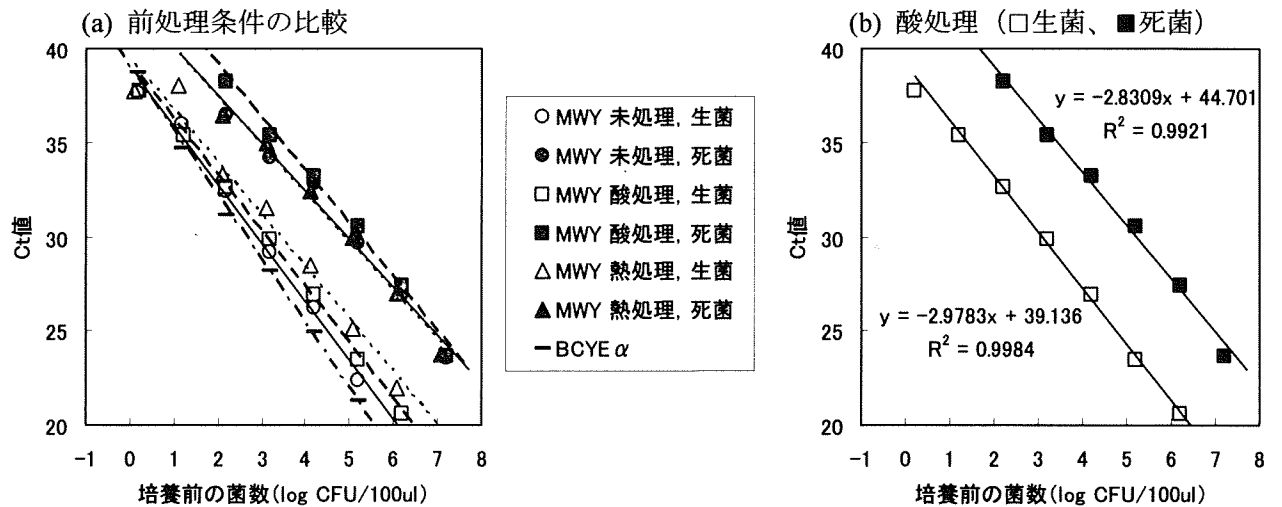 (a) 前処理条件の比較
40
35
30
25
20
Ct値
-1 0 1 2 3 4 5 6 7 8
培養前の菌数(log CFU/100ul)
○ MWY 未処理, 生菌
● MWY 未処理, 死菌
□ MWY 酸処理, 生菌
■ MWY 酸処理, 死菌
△ MWY 熱処理, 生菌
▲ MWY 熱処理, 死菌
− BCYE α
(b) 酸処理（□生菌、■死菌）
40
35
30
25
20
Ct値
y = -2.8309x + 44.701
R² = 0.9921
y = -2.9783x + 39.136
R² = 0.9984
-1 0 1 2 3 4 5 6 7 8
培養前の菌数(log CFU/100ul)